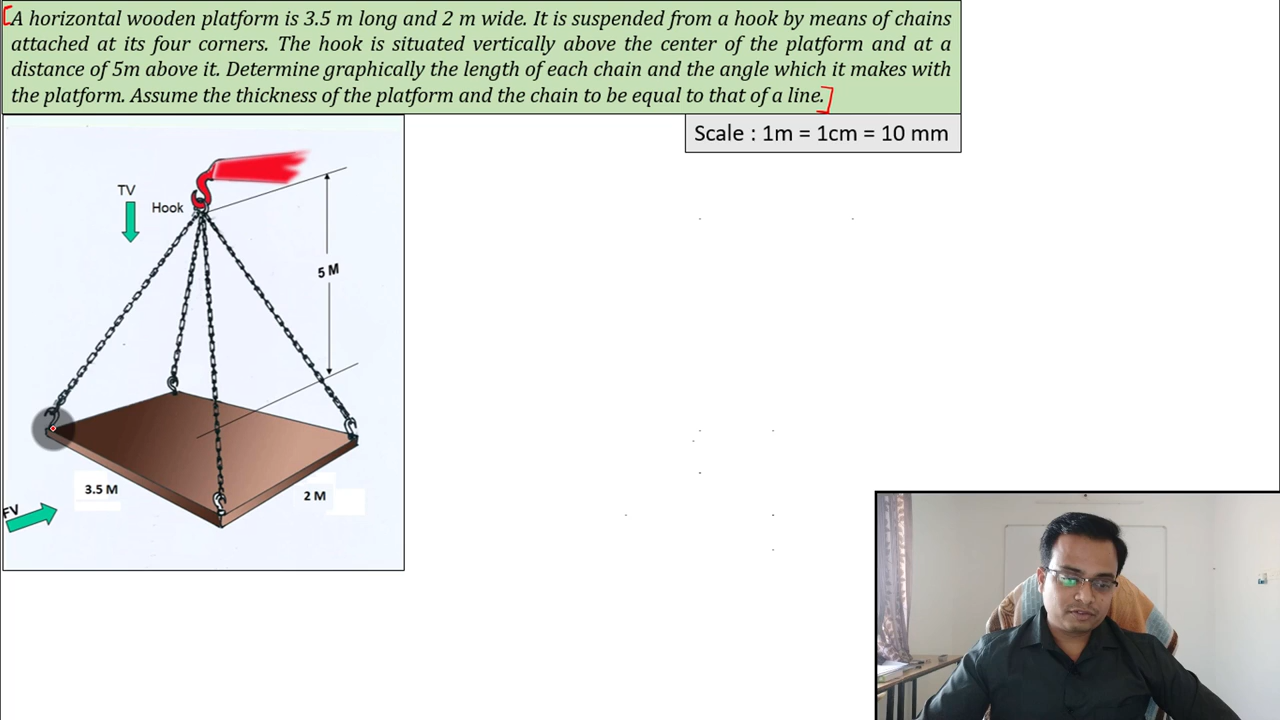 A horizontal wooden platform is 3.5 m long and 2 m wide. It is suspended from a hook by means of chains
attached at its four corners. The hook is situated vertically above the center of the platform and at a
distance of 5m above it. Determine graphically the length of each chain and the angle which it makes with
the platform. Assume the thickness of the platform and the chain to be equal to that of a line.
Scale : 1m = 1cm = 10 mm
TV
Hook
5 M
3.5 M
2 M
FV